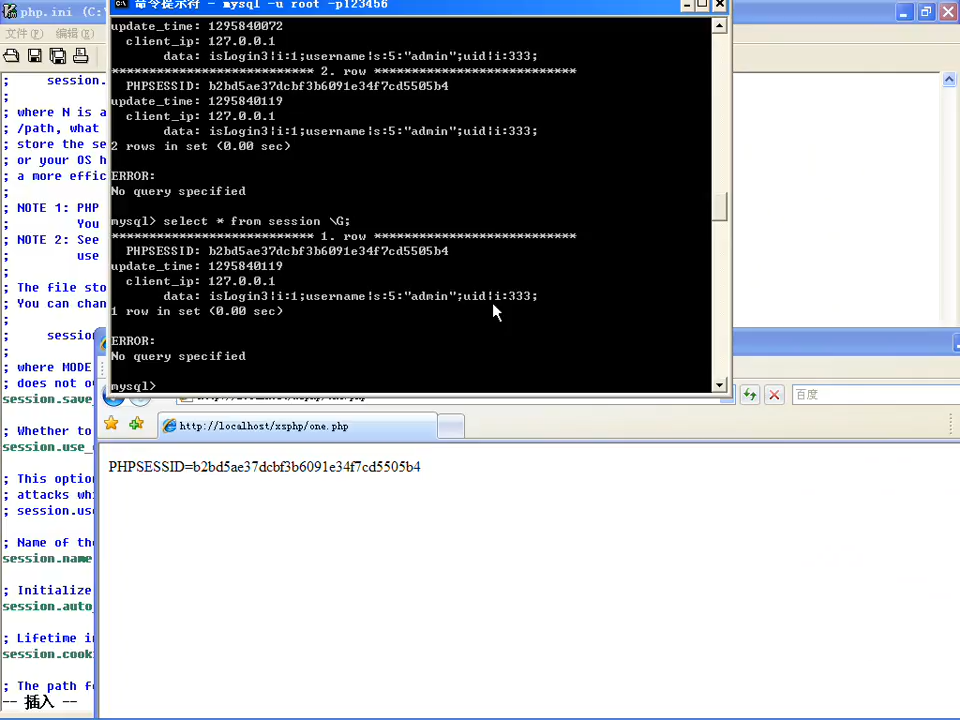 php.ini (C:
文件(F) 编辑(E)
;      session.
;
; where N is a
; /path, what
; store the se
; or your OS h
; a more effic
;
; NOTE 1: PHP
;         You
; NOTE 2: See
;         use
;
; The file sto
; You can chan
;
;      sessio
;
; where MODE
; does not o
session.save_
; Whether to
session.use_
; This optio
; attacks whi
; session.us
; Name of the
session.name
; Initialize
session.auto_
; Lifetime in
session.cook
; The path f
-- 插入 --
命令提示符 - mysql -u root -p123456
update_time: 1295840072
client_ip: 127.0.0.1
data: isLogin3|i:1;username|s:5:"admin";uid|i:333;
*************************** 2. row ***************************
PHPSESSID: b2bd5ae37dcbf3b6091e34f7cd5505b4
update_time: 1295840119
client_ip: 127.0.0.1
data: isLogin3|i:1;username|s:5:"admin";uid|i:333;
2 rows in set (0.00 sec)
ERROR:
No query specified
mysql> select * from session \G;
*************************** 1. row ***************************
PHPSESSID: b2bd5ae37dcbf3b6091e34f7cd5505b4
update_time: 1295840119
client_ip: 127.0.0.1
data: isLogin3|i:1;username|s:5:"admin";uid|i:333;
1 row in set (0.00 sec)
ERROR:
No query specified
mysql>
百度
http://localhost/xsphp/one.php
PHPSESSID=b2bd5ae37dcbf3b6091e34f7cd5505b4